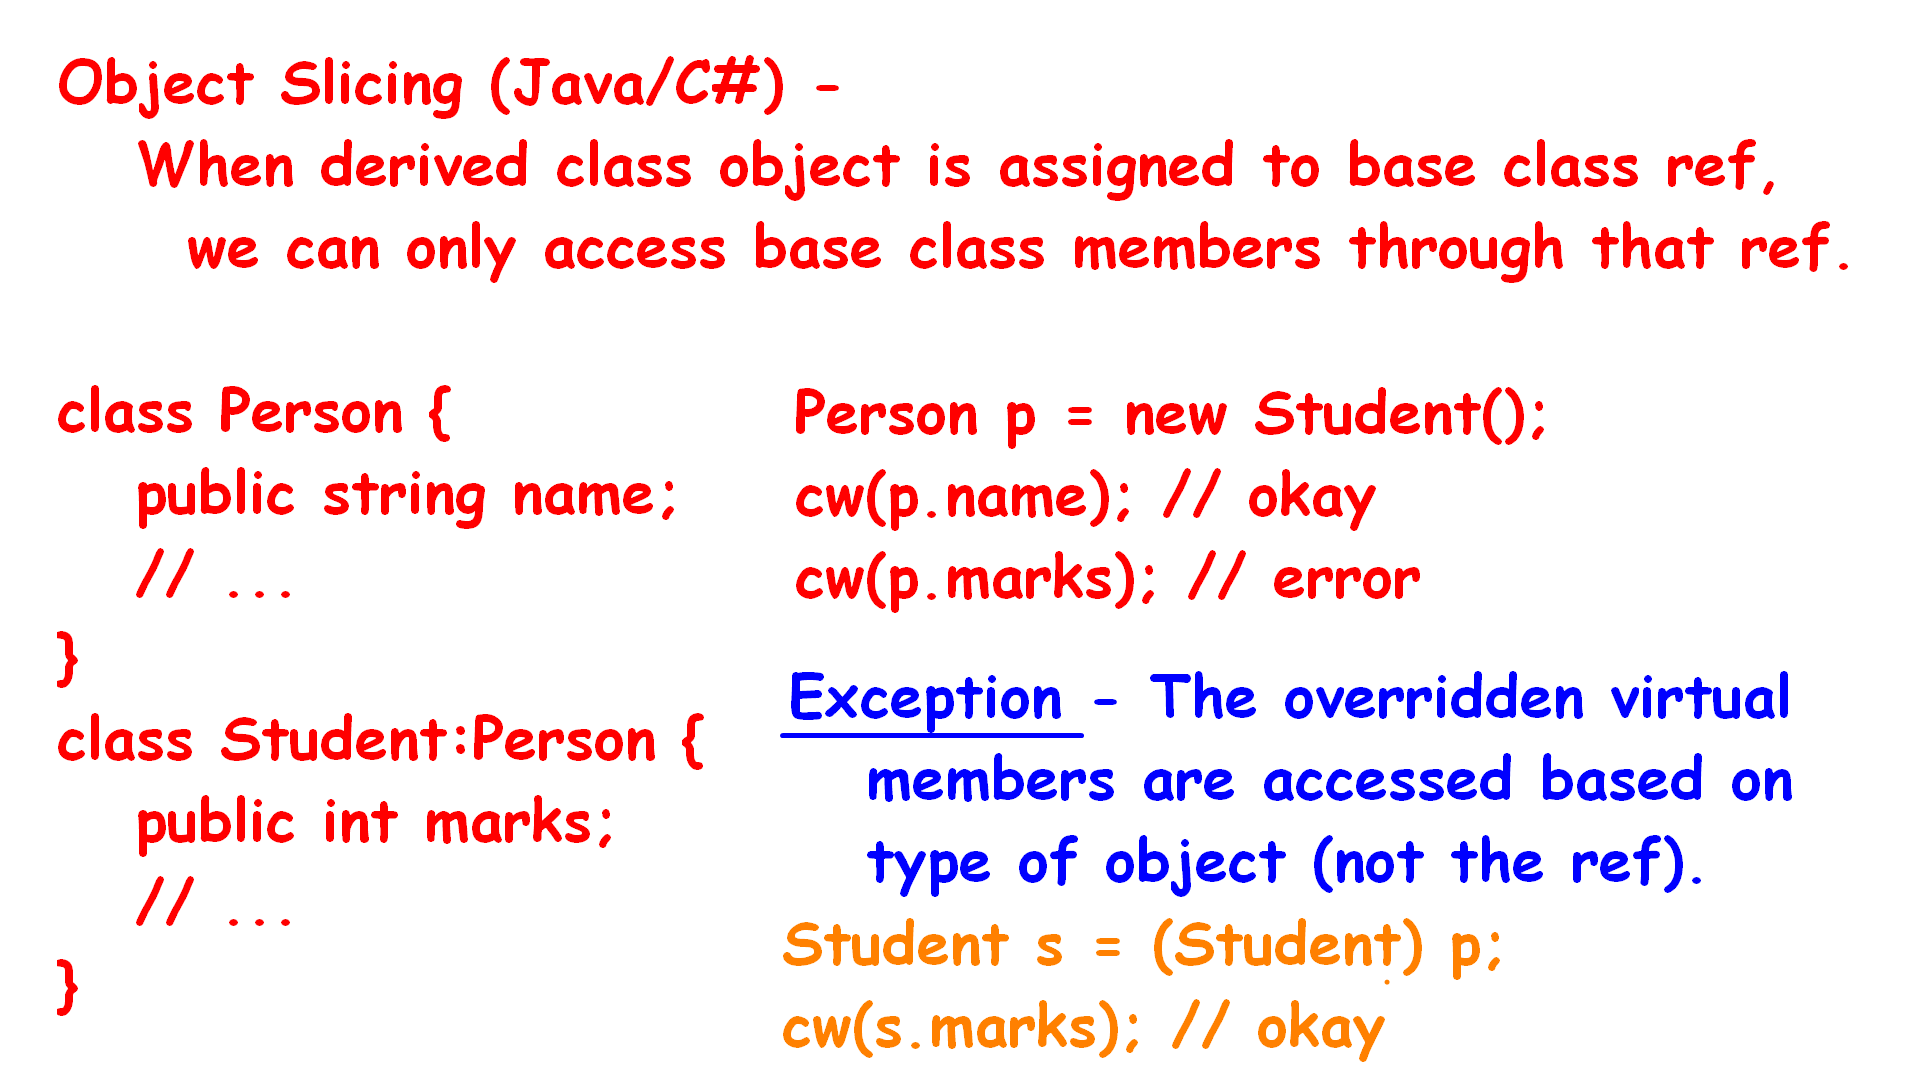 Object Slicing (Java/C#) -
When derived class object is assigned to base class ref,
we can only access base class members through that ref.
class Person {
public string name;
// ...
}
class Student:Person {
public int marks;
// ...
}
Person p = new Student();
cw(p.name); // okay
cw(p.marks); // error
Exception - The overridden virtual
members are accessed based on
type of object (not the ref).
Student s = (Student) p;
cw(s.marks); // okay